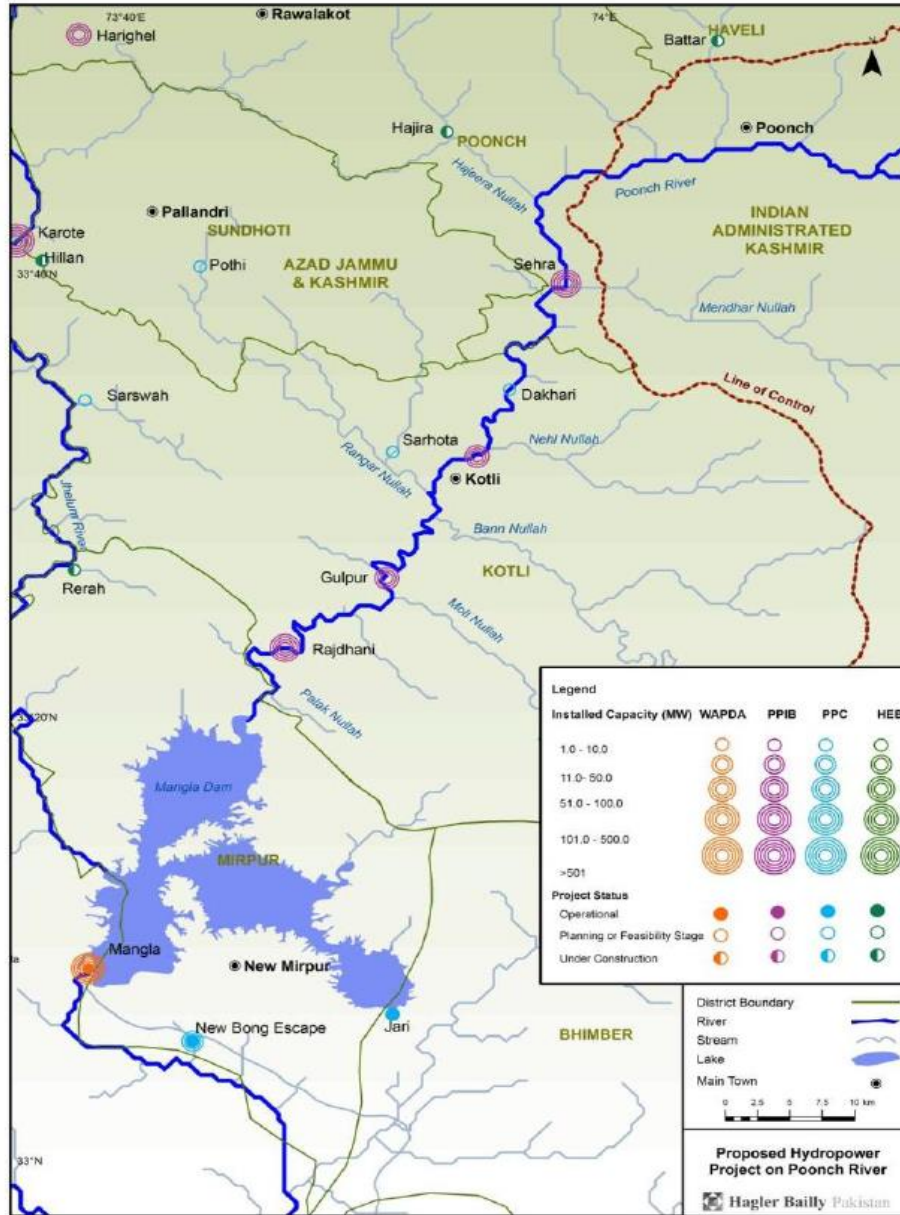 73°40'E
Rawalakot
74°E
HAVELI
Harighel
Battar
N
Hajira
POONCH
Poonch
Hajeera Nullah
Poonch River
Pallandri
Karote
SUNDHOTI
INDIAN
ADMINISTRATED
KASHMIR
Hillan
33°40'N
Pothi
AZAD JAMMU
& KASHMIR
Sehra
Mendhar Nullah
Sarswah
Dakhari
Line of Control
Sarhota
Nehl Nullah
Rangar Nullah
Kotli
Jhelum River
Bann Nullah
Rerah
Gulpur
KOTLI
Moli Nullah
Rajdhani
Palak Nullah
33°20'N
Mangla Dam
MIRPUR
Mangla
New Mirpur
New Bong Escape
Jari
BHIMBER
33°N
Legend
Installed Capacity (MW) WAPDA PPIB PPC HEB
1.0 - 10.0
11.0- 50.0
51.0 - 100.0
101.0 - 500.0
>501
Project Status
Operational
Planning or Feasibility Stage
Under Construction
District Boundary
River
Stream
Lake
Main Town
0 2.5 5 7.5 10 km
Proposed Hydropower
Project on Poonch River
Hagler Bailly Pakistan